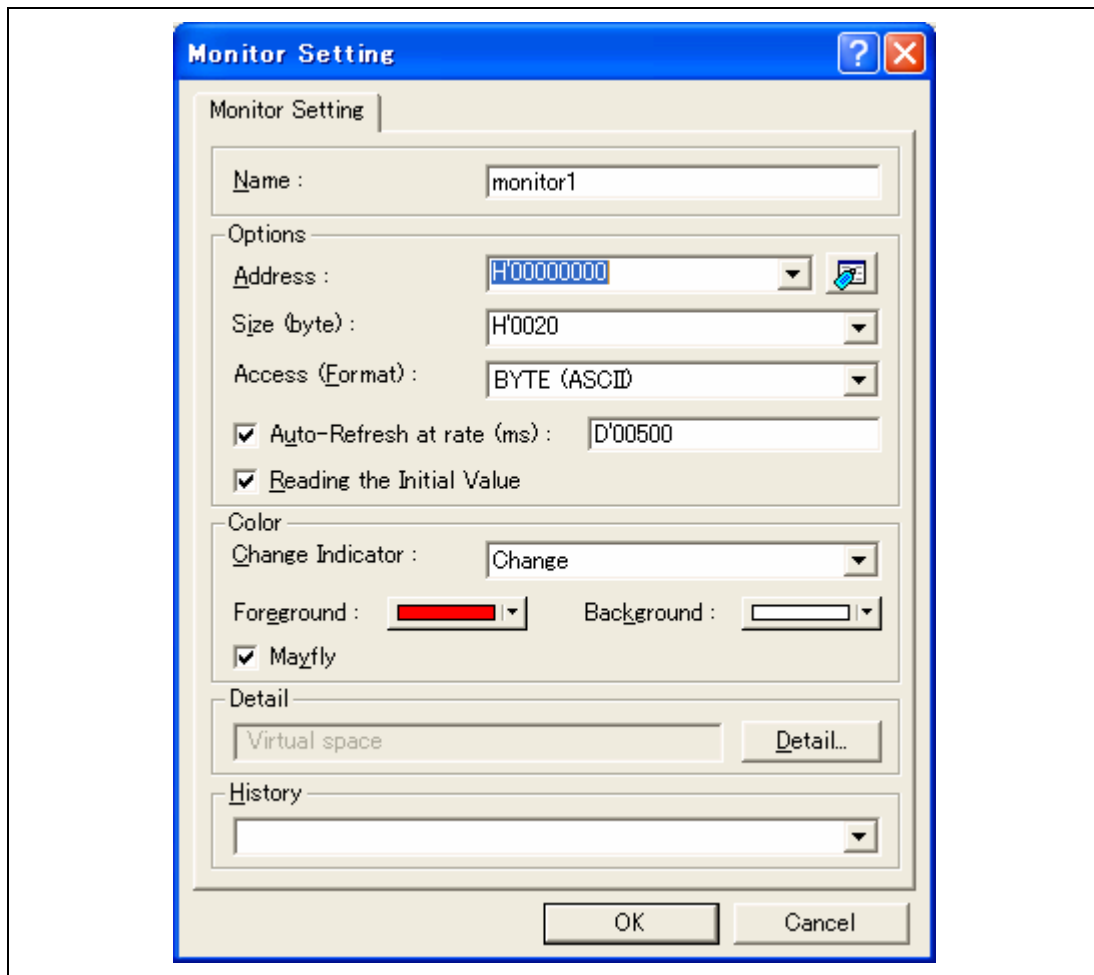 Monitor Setting
Monitor Setting
Name : monitor1
Options
Address : H'00000000
Size (byte) : H'0020
Access (Format) : BYTE (ASCII)
Auto-Refresh at rate (ms) : D'00500
Reading the Initial Value
Color
Change Indicator : Change
Foreground : Background :
Mayfly
Detail
Virtual space Detail...
History
OK Cancel